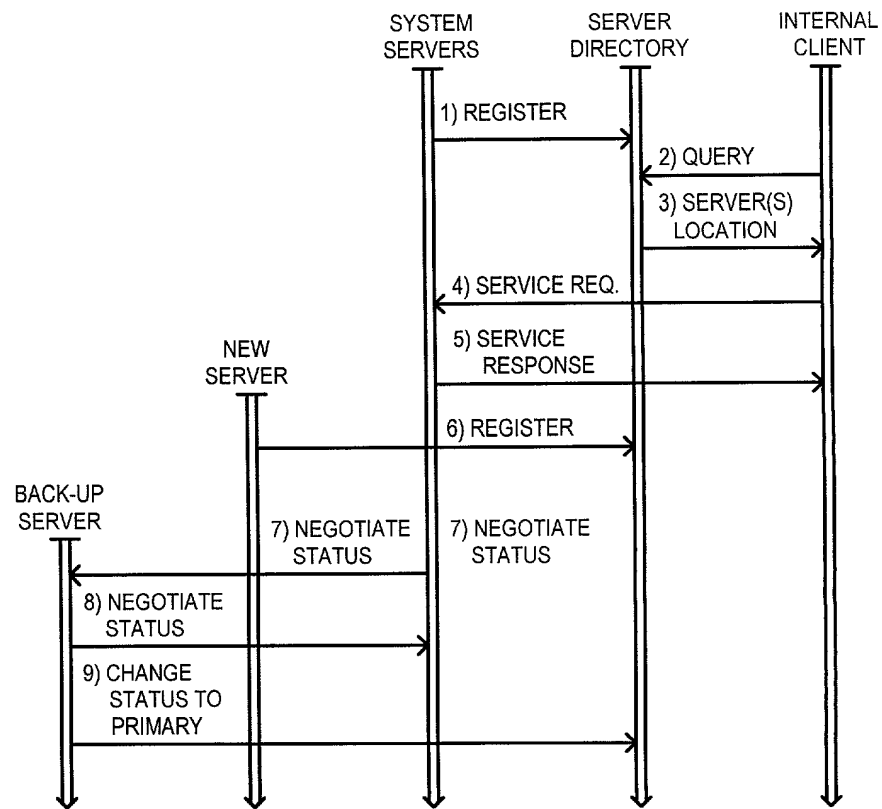 SYSTEM
SERVERS
SERVER
DIRECTORY
INTERNAL
CLIENT
1) REGISTER
2) QUERY
3) SERVER(S)
LOCATION
4) SERVICE REQ.
5) SERVICE
RESPONSE
NEW
SERVER
6) REGISTER
BACK-UP
SERVER
7) NEGOTIATE
STATUS
7) NEGOTIATE
STATUS
8) NEGOTIATE
STATUS
9) CHANGE
STATUS TO
PRIMARY